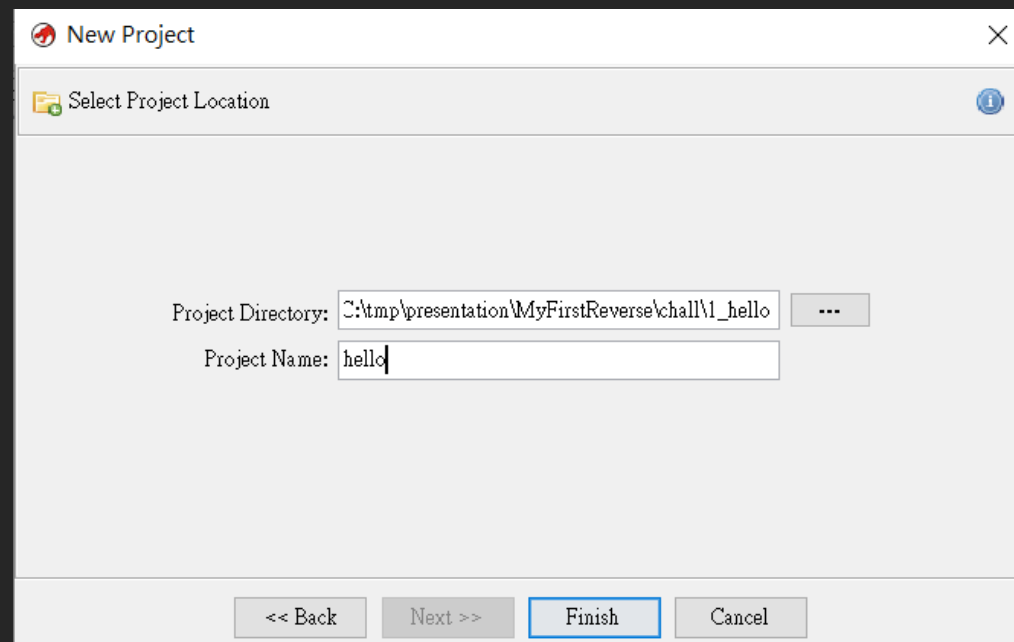 New Project
Select Project Location
Project Directory: C:\tmp\presentation\MyFirstReverse\chall\1_hello ...
Project Name: hello
<< Back Next >> Finish Cancel